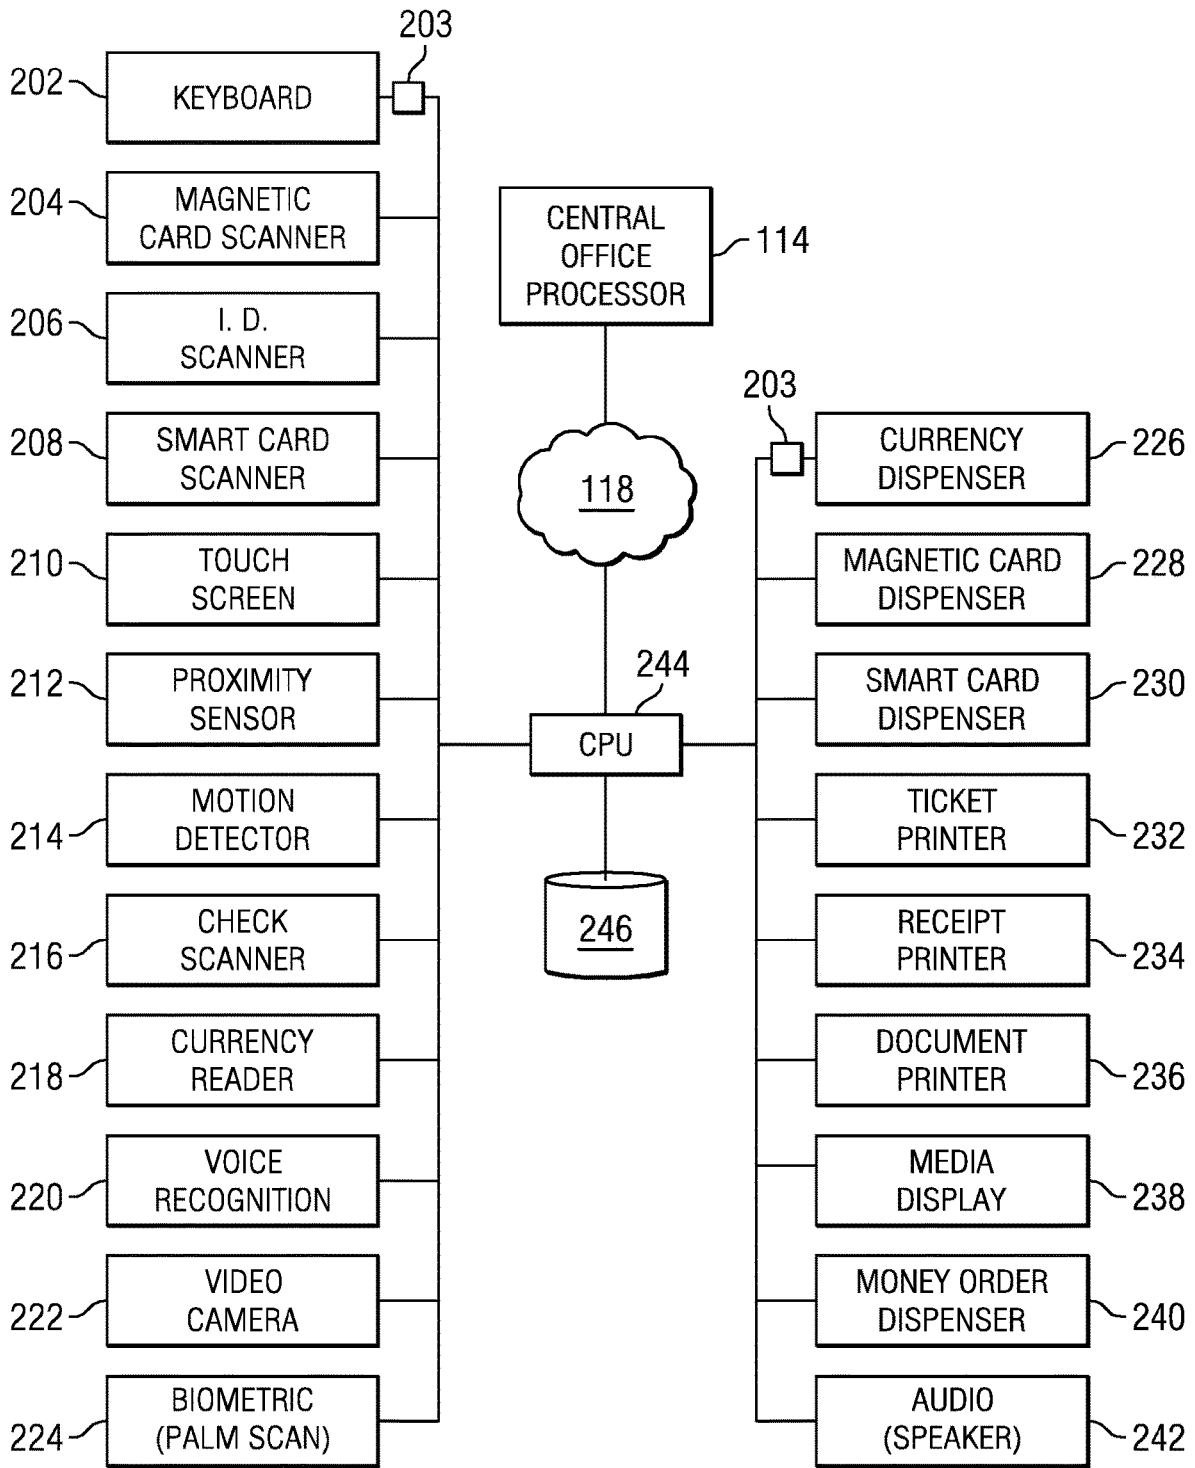 203
202
KEYBOARD
204
MAGNETIC
CARD SCANNER
206
I. D.
SCANNER
208
SMART CARD
SCANNER
210
TOUCH
SCREEN
212
PROXIMITY
SENSOR
214
MOTION
DETECTOR
216
CHECK
SCANNER
218
CURRENCY
READER
220
VOICE
RECOGNITION
222
VIDEO
CAMERA
224
BIOMETRIC
(PALM SCAN)
CENTRAL
OFFICE
PROCESSOR
114
118
244
CPU
246
203
CURRENCY
DISPENSER
226
MAGNETIC CARD
DISPENSER
228
SMART CARD
DISPENSER
230
TICKET
PRINTER
232
RECEIPT
PRINTER
234
DOCUMENT
PRINTER
236
MEDIA
DISPLAY
238
MONEY ORDER
DISPENSER
240
AUDIO
(SPEAKER)
242